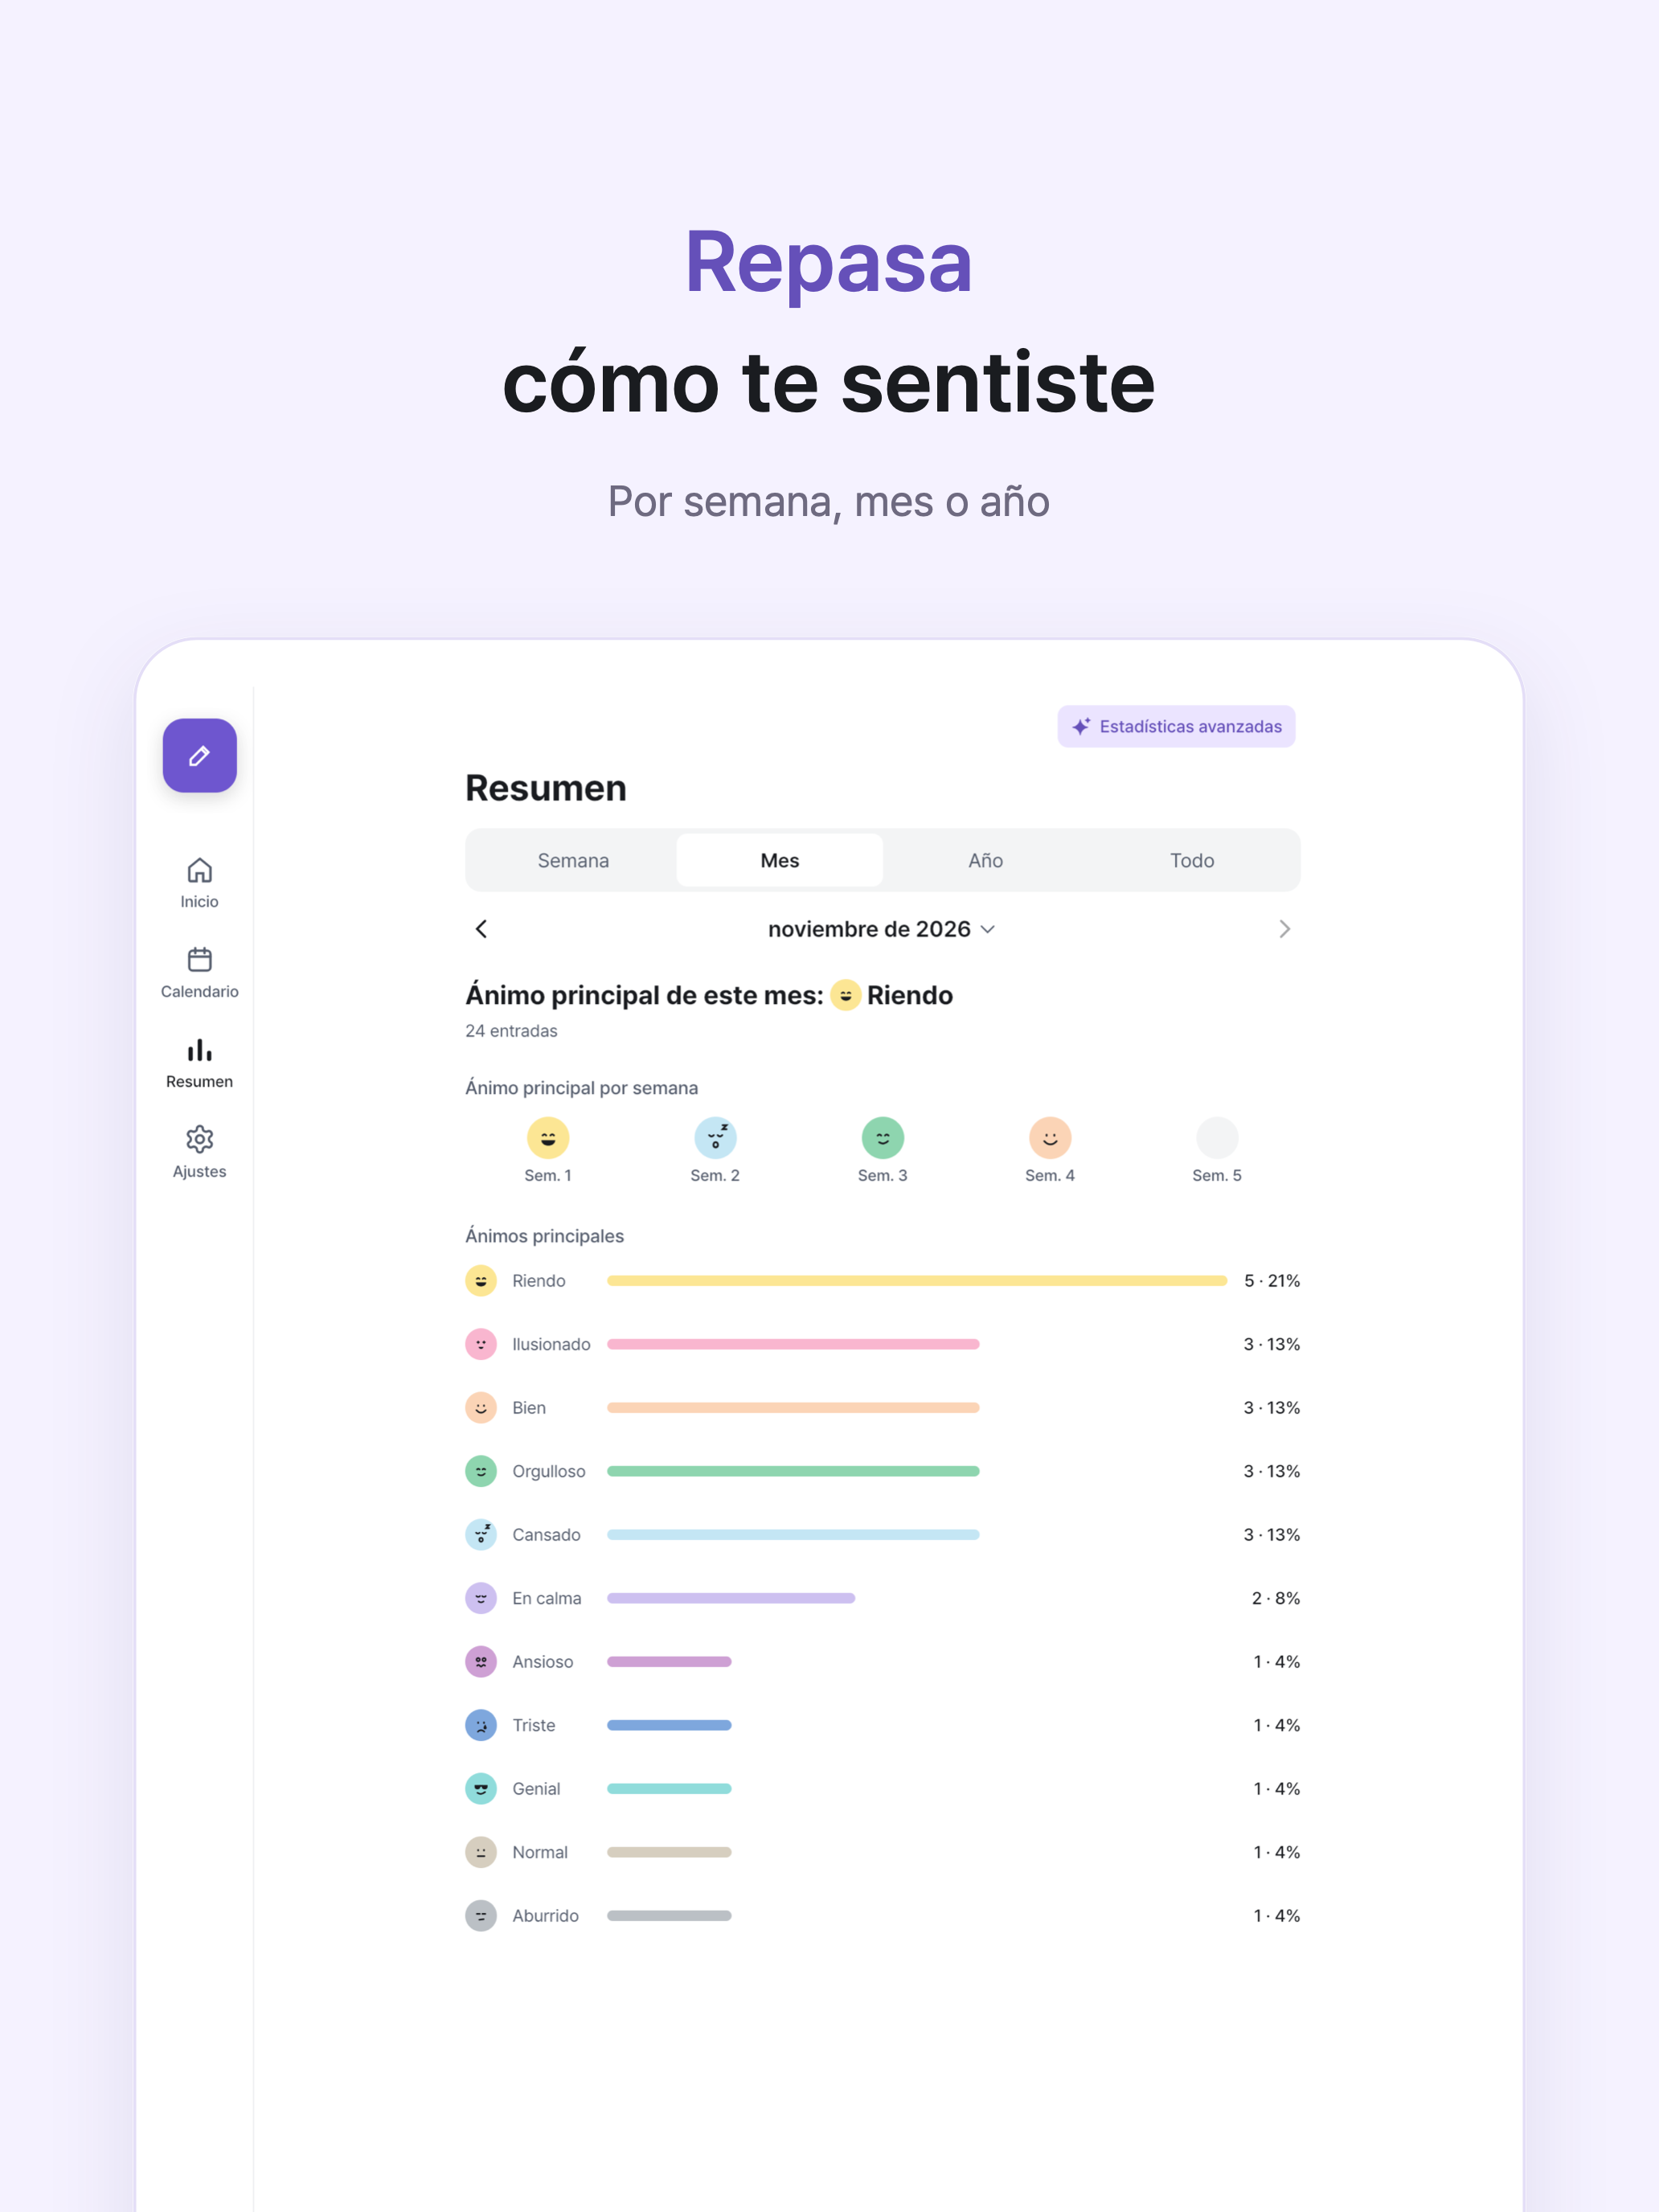 Repasa
cómo te sentiste
Por semana, mes o año
Estadísticas avanzadas
Inicio
Calendario
Resumen
Ajustes
Resumen
Semana Mes Año Todo
noviembre de 2026
Ánimo principal de este mes: Riendo
24 entradas
Ánimo principal por semana
Sem. 1 Sem. 2 Sem. 3 Sem. 4 Sem. 5
Ánimos principales
Riendo 5 · 21%
Ilusionado 3 · 13%
Bien 3 · 13%
Orgulloso 3 · 13%
Cansado 3 · 13%
En calma 2 · 8%
Ansioso 1 · 4%
Triste 1 · 4%
Genial 1 · 4%
Normal 1 · 4%
Aburrido 1 · 4%